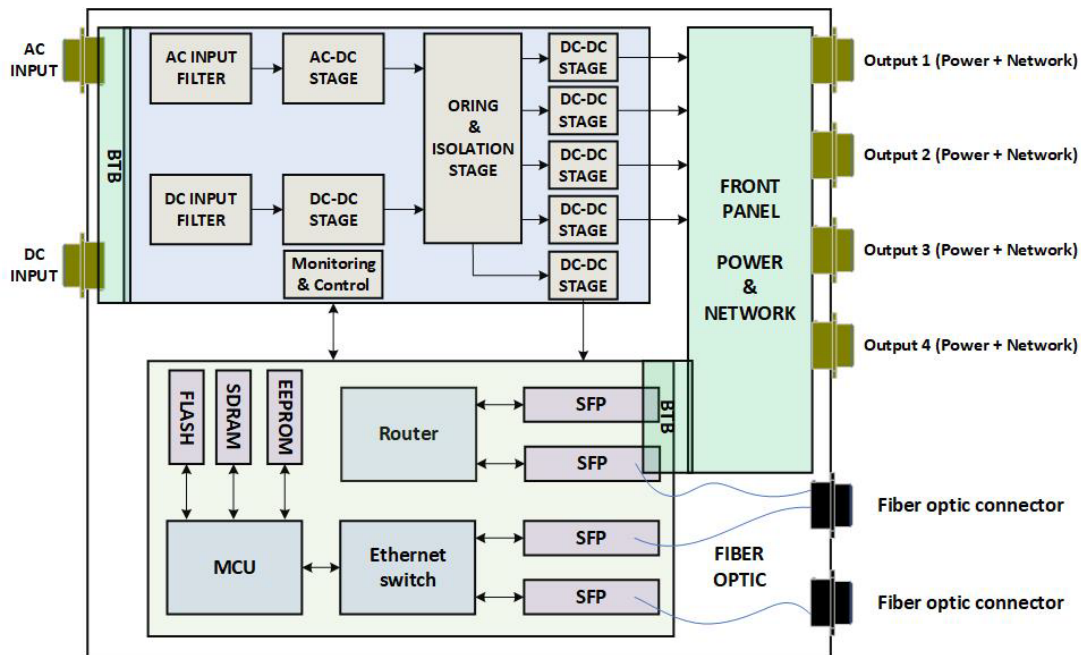 AC
INPUT
DC
INPUT
BTB
AC INPUT
FILTER
AC-DC
STAGE
DC INPUT
FILTER
DC-DC
STAGE
Monitoring
& Control
ORING
&
ISOLATION
STAGE
DC-DC
STAGE
DC-DC
STAGE
DC-DC
STAGE
DC-DC
STAGE
DC-DC
STAGE
FRONT
PANEL
POWER
&
NETWORK
Output 1 (Power + Network)
Output 2 (Power + Network)
Output 3 (Power + Network)
Output 4 (Power + Network)
FLASH
SDRAM
EEPROM
Router
SFP
SFP
BTB
MCU
Ethernet
switch
SFP
SFP
FIBER
OPTIC
Fiber optic connector
Fiber optic connector